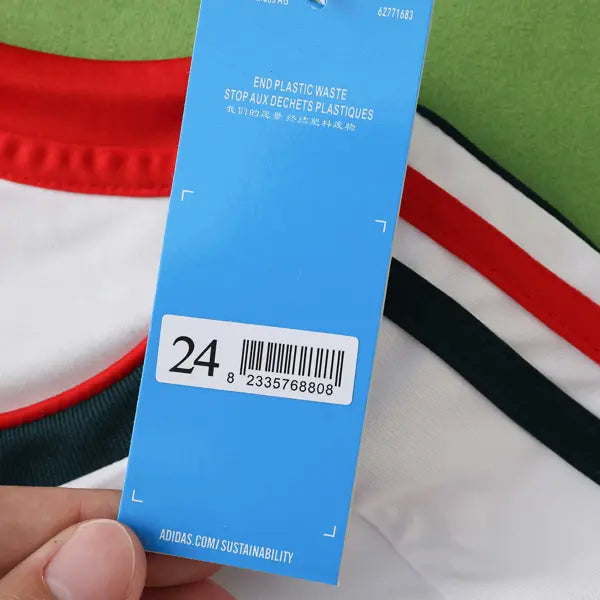 62771683
END PLASTIC WASTE
STOP AUX DECHETS PLASTIQUES
24
8 2335768808
ADIDAS.COM/SUSTAINABILITY